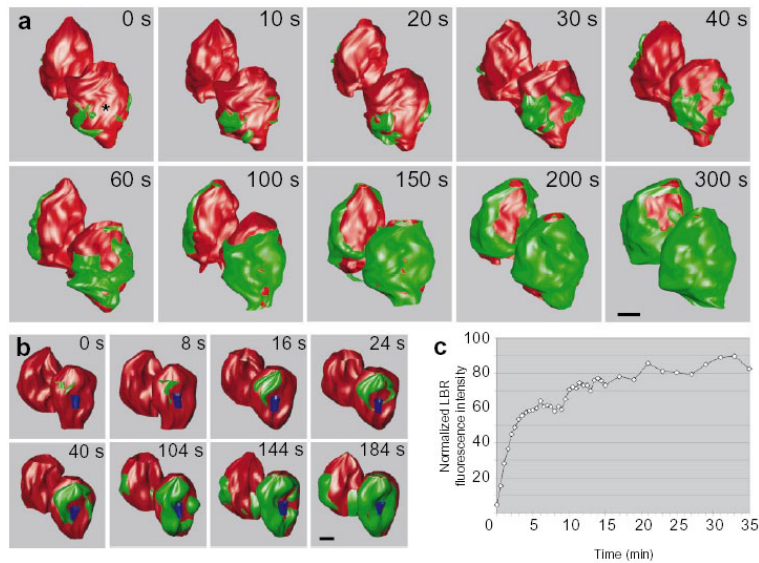 a
0 s 10 s 20 s 30 s 40 s
*
60 s 100 s 150 s 200 s 300 s
b
0 s 8 s 16 s 24 s
40 s 104 s 144 s 184 s
c
Normalized LBR
fluorescence intensity
100
80
60
40
20
0 5 10 15 20 25 30 35
Time (min)